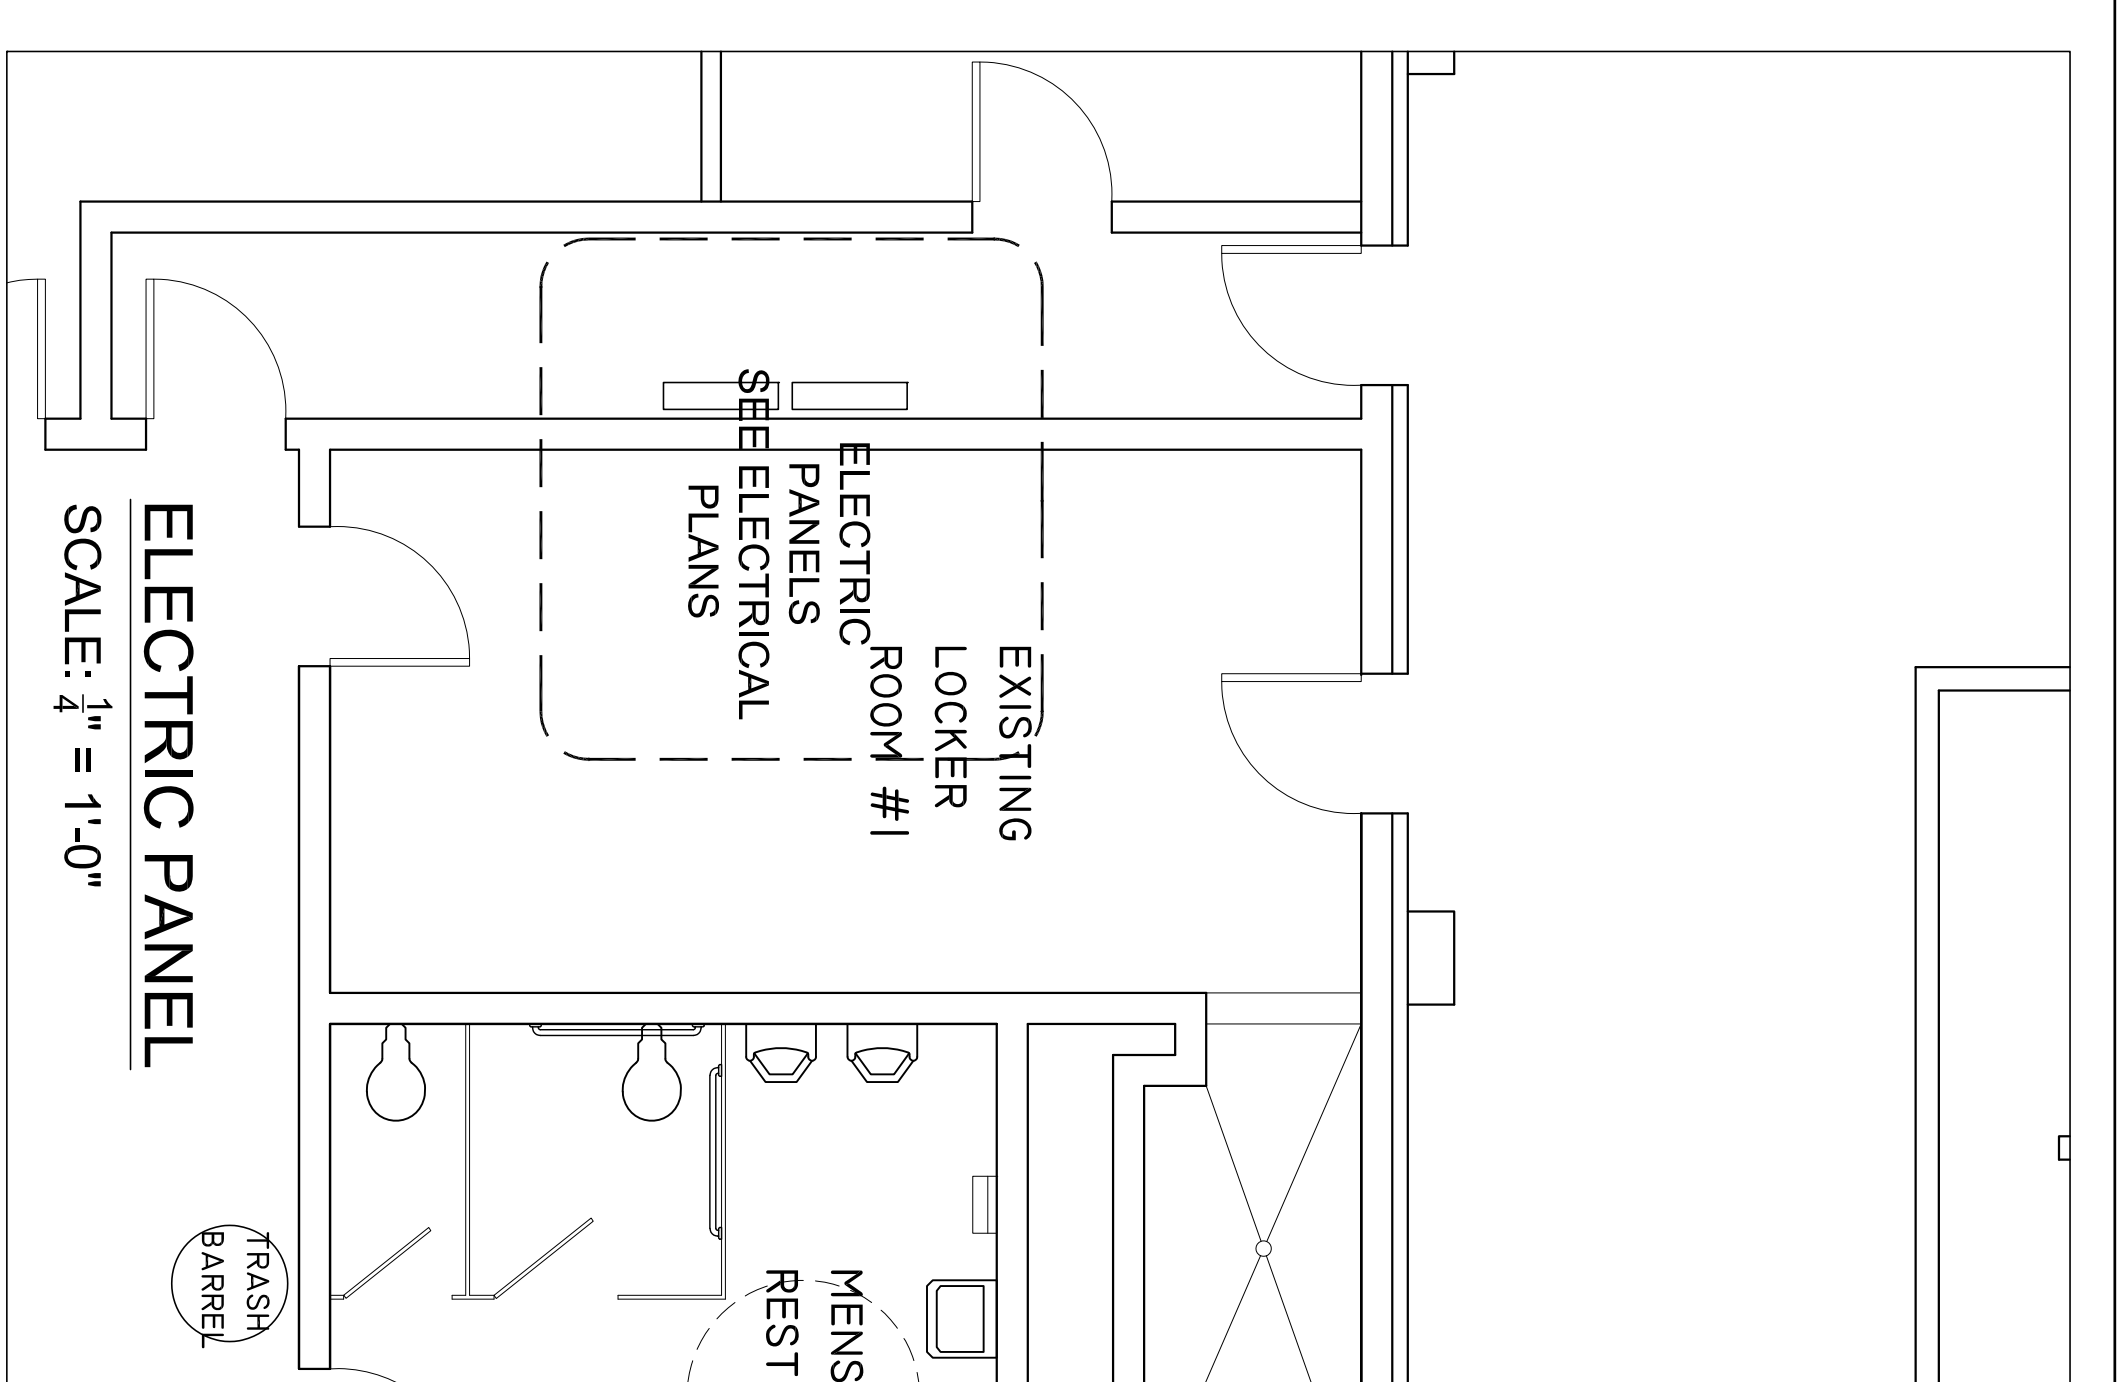 ELECTRIC
PANELS
SEE ELECTRICAL
PLANS
EXISTING
LOCKER
ROOM #1
MENS
REST
TRASH
BARREL
ELECTRIC PANEL
SCALE: 1/4" = 1'-0"